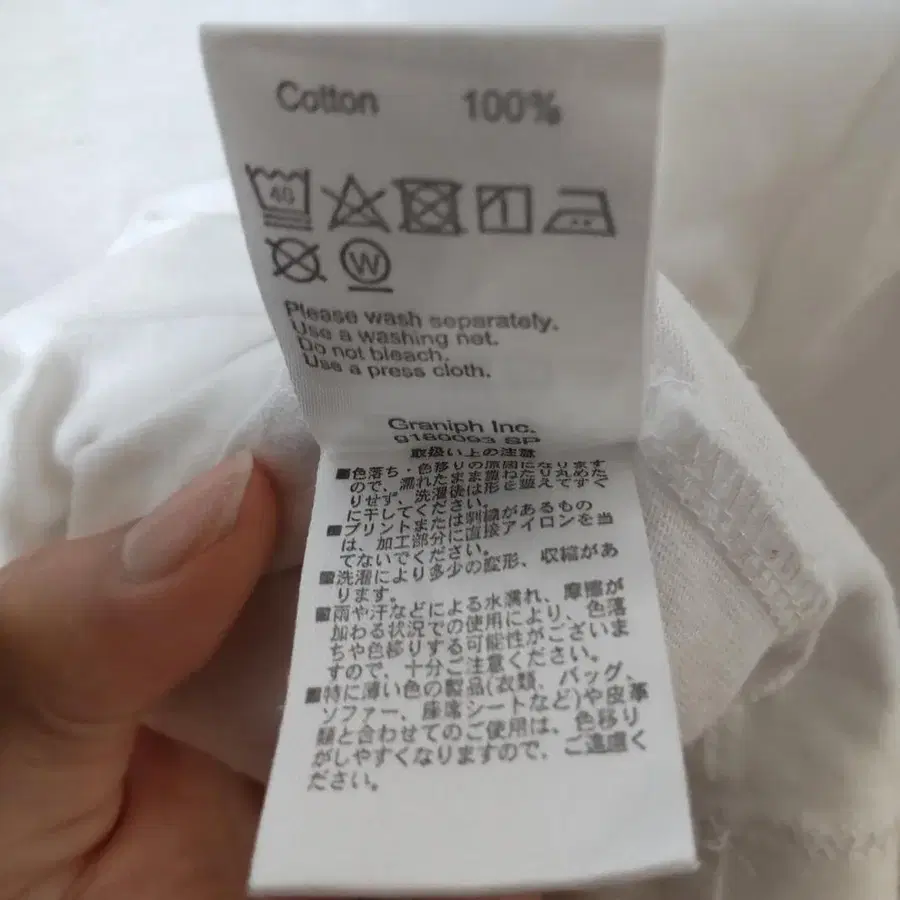 Cotton 100%
40
W
Please wash separately.
Use a washing net.
Do not bleach.
Use a press cloth.
Graniph Inc.
g180093 SP
取扱い上の注意
■色落ち・色移りの原因になります
ので、濡れたまま重ねたり丸めた
りせず、洗濯後は形を整えてすぐ
に干してください。
■プリントまたは刺繍があるもの
は、加工部分に直接アイロンを当
てないでください。
■洗濯により多少の変形、収縮があ
ります。
■雨や汗などによる水濡れ、摩擦が
加わる状況での使用により、色落
ちや色移りする可能性がございま
すので、十分ご注意ください。
■特に薄い色の製品(衣類、バッグ、
ソファー、座席シートなど)や皮革
類と合わせてのご使用は、色移り
がしやすくなりますので、ご遠慮く
ださい。